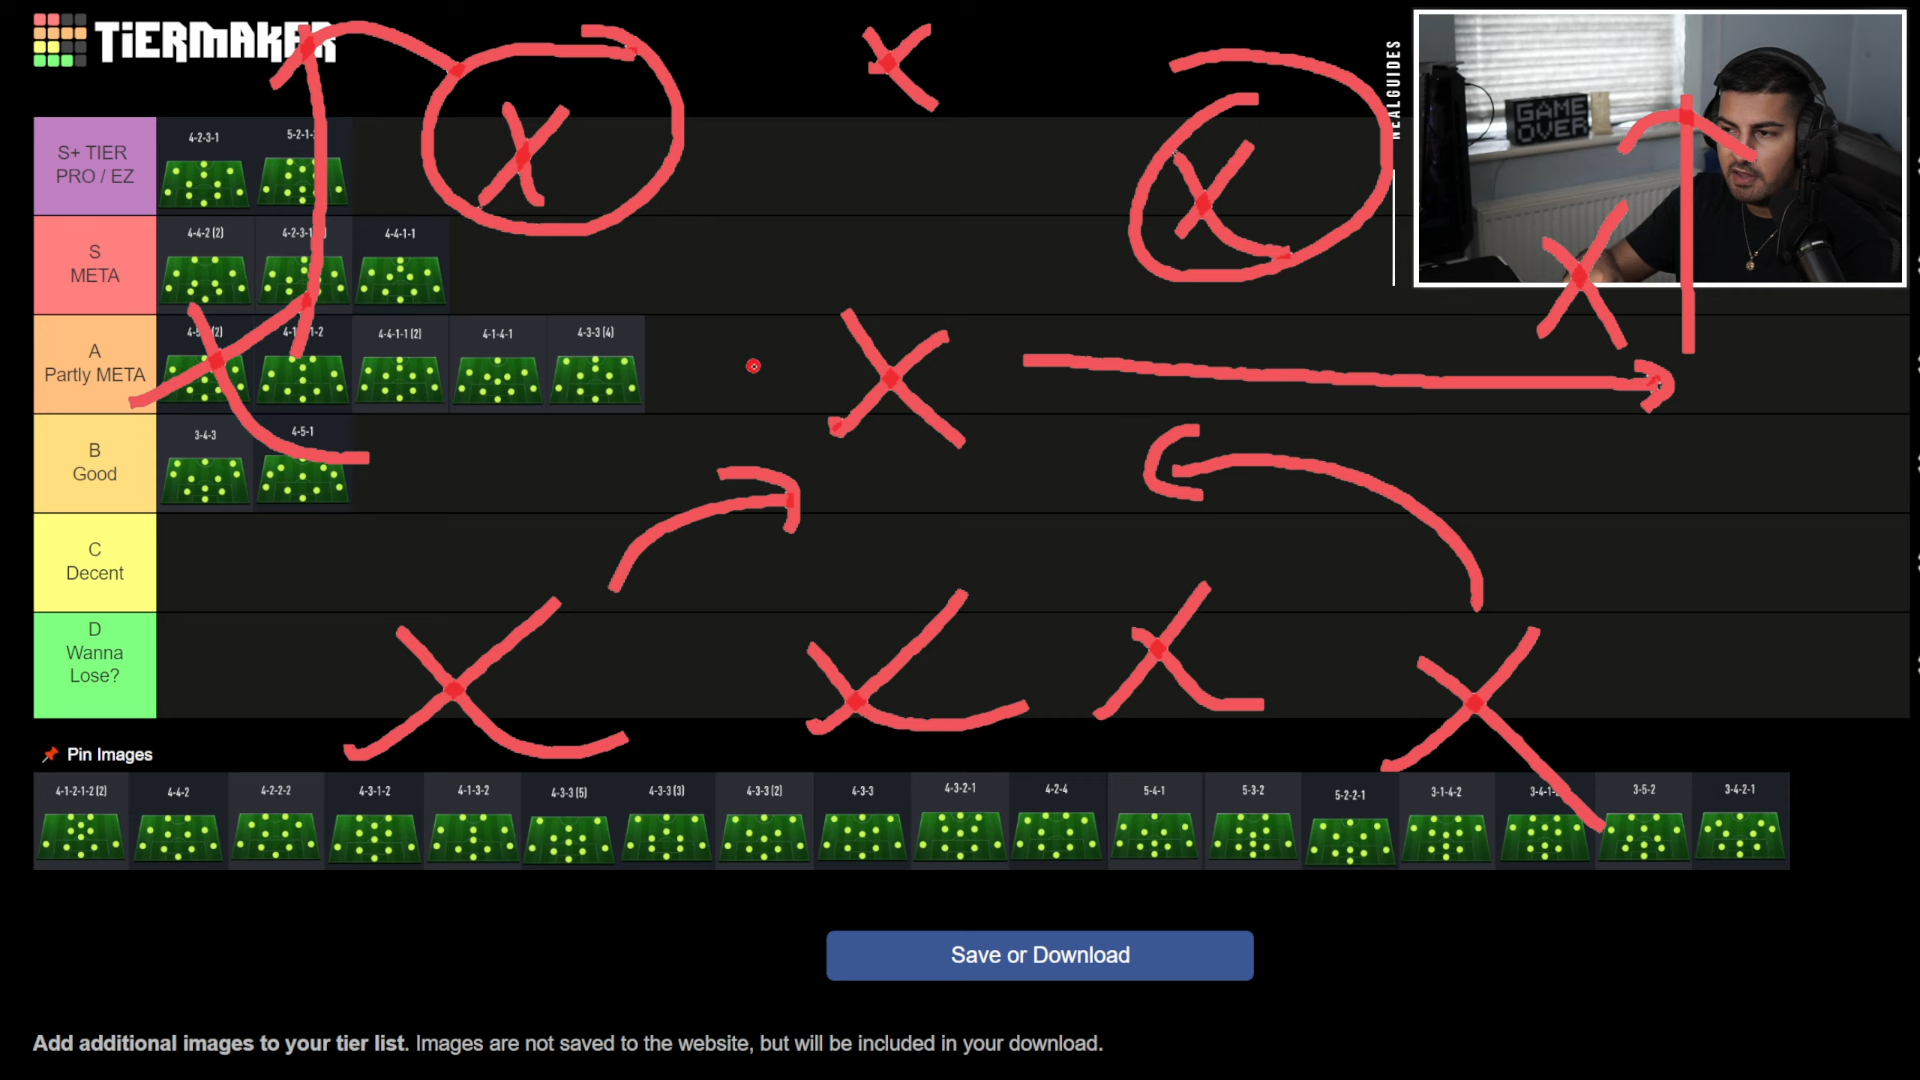 TiERMAKER
NEALGUIDES
GAME
OVER
S+ TIER
PRO / EZ
4-2-3-1
S
META
4-4-2 (2)
4-4-1-1
A
Partly META
4-4-1-1 (2)
4-1-4-1
4-3-3 (4)
B
Good
3-4-3
4-5-1
C
Decent
D
Wanna
Lose?
Pin Images
4-1-2-1-2 (2)
4-4-2
4-2-2-2
4-3-1-2
4-1-3-2
4-3-3 (5)
4-3-3 (3)
4-3-3 (2)
4-3-3
4-3-2-1
4-2-4
5-4-1
5-3-2
5-2-2-1
3-1-4-2
3-5-2
3-4-2-1
Save or Download
Add additional images to your tier list. Images are not saved to the website, but will be included in your download.